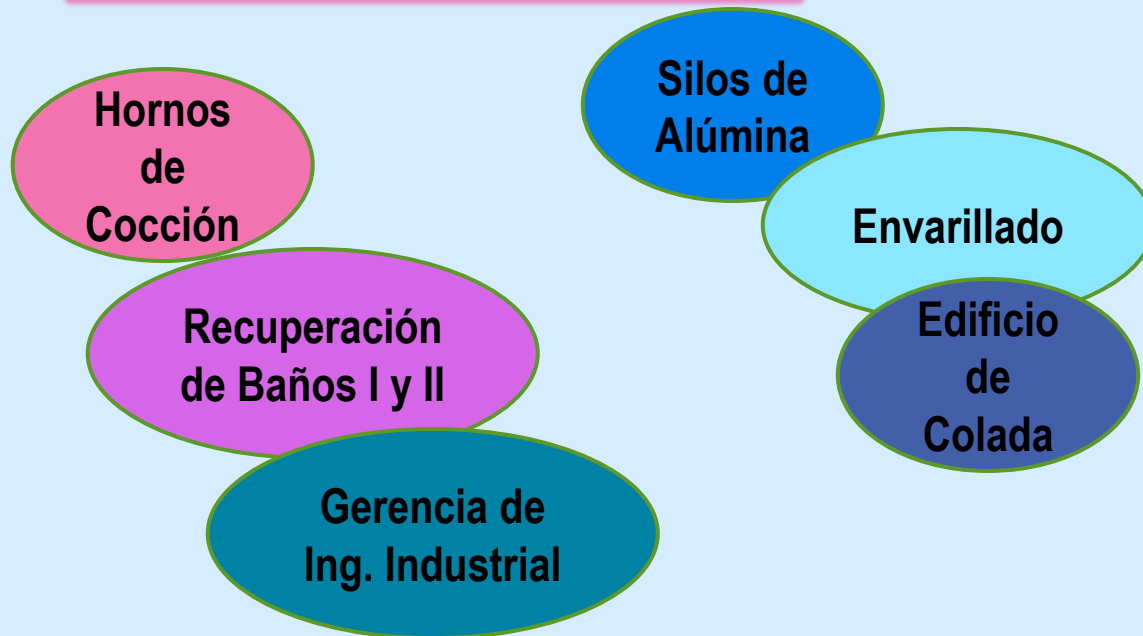 Hornos
de
Cocción
Recuperación
de Baños I y II
Gerencia de
Ing. Industrial
Silos de
Alúmina
Envarillado
Edificio
de
Colada